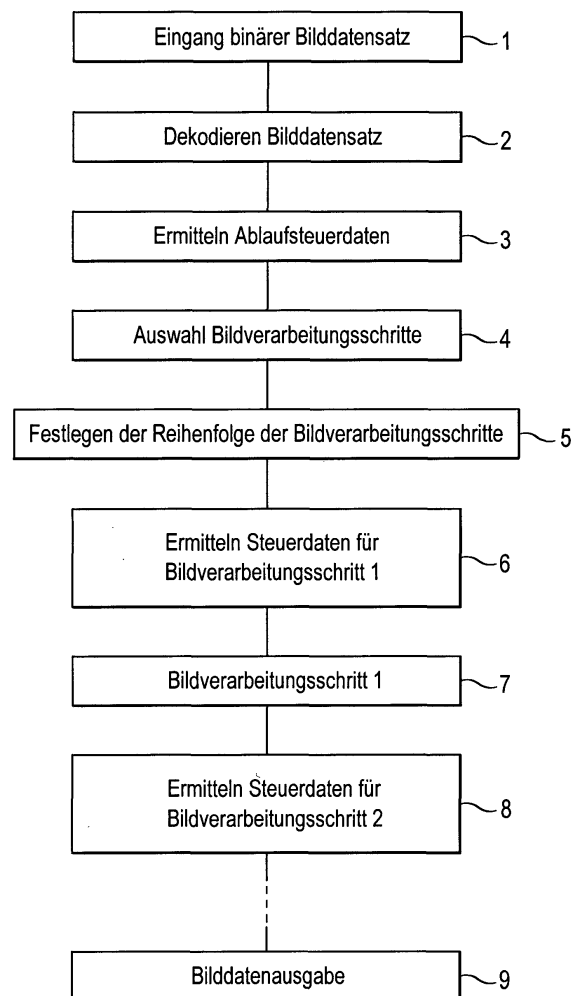 Eingang binärer Bilddatensatz
1
Dekodieren Bilddatensatz
2
Ermitteln Ablaufsteuerdaten
3
Auswahl Bildverarbeitungsschritte
4
Festlegen der Reihenfolge der Bildverarbeitungsschritte
5
Ermitteln Steuerdaten für
Bildverarbeitungsschritt 1
6
Bildverarbeitungsschritt 1
7
Ermitteln Steuerdaten für
Bildverarbeitungsschritt 2
8
Bilddatenausgabe
9